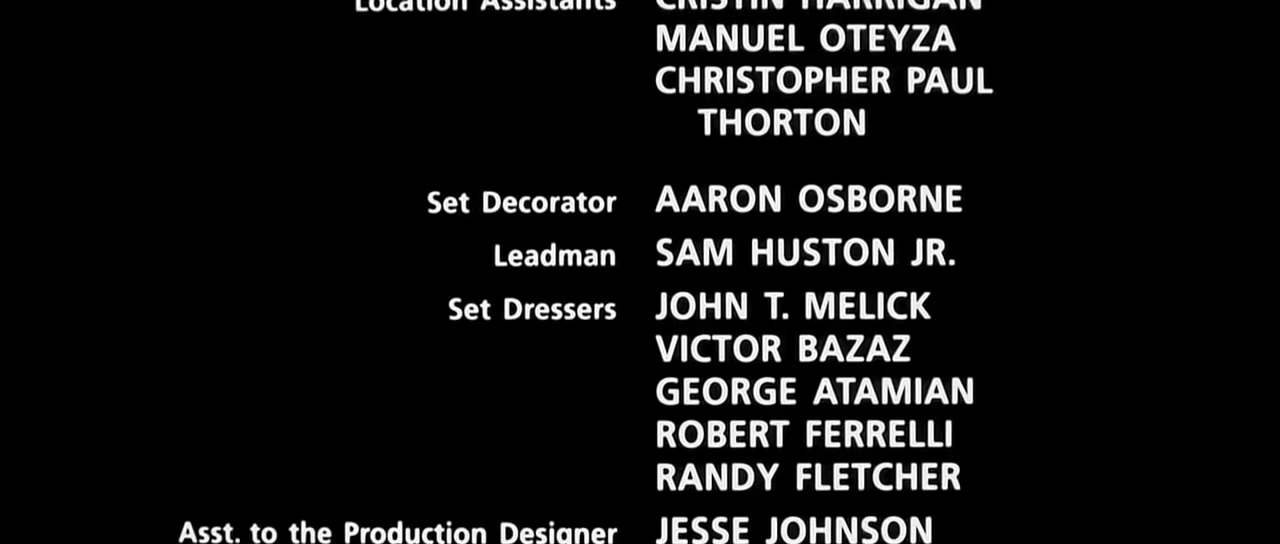 Location Assistants CRISTIN HARRIGAN
MANUEL OTEYZA
CHRISTOPHER PAUL
THORTON
Set Decorator AARON OSBORNE
Leadman SAM HUSTON JR.
Set Dressers JOHN T. MELICK
VICTOR BAZAZ
GEORGE ATAMIAN
ROBERT FERRELLI
RANDY FLETCHER
Asst. to the Production Designer JESSE JOHNSON